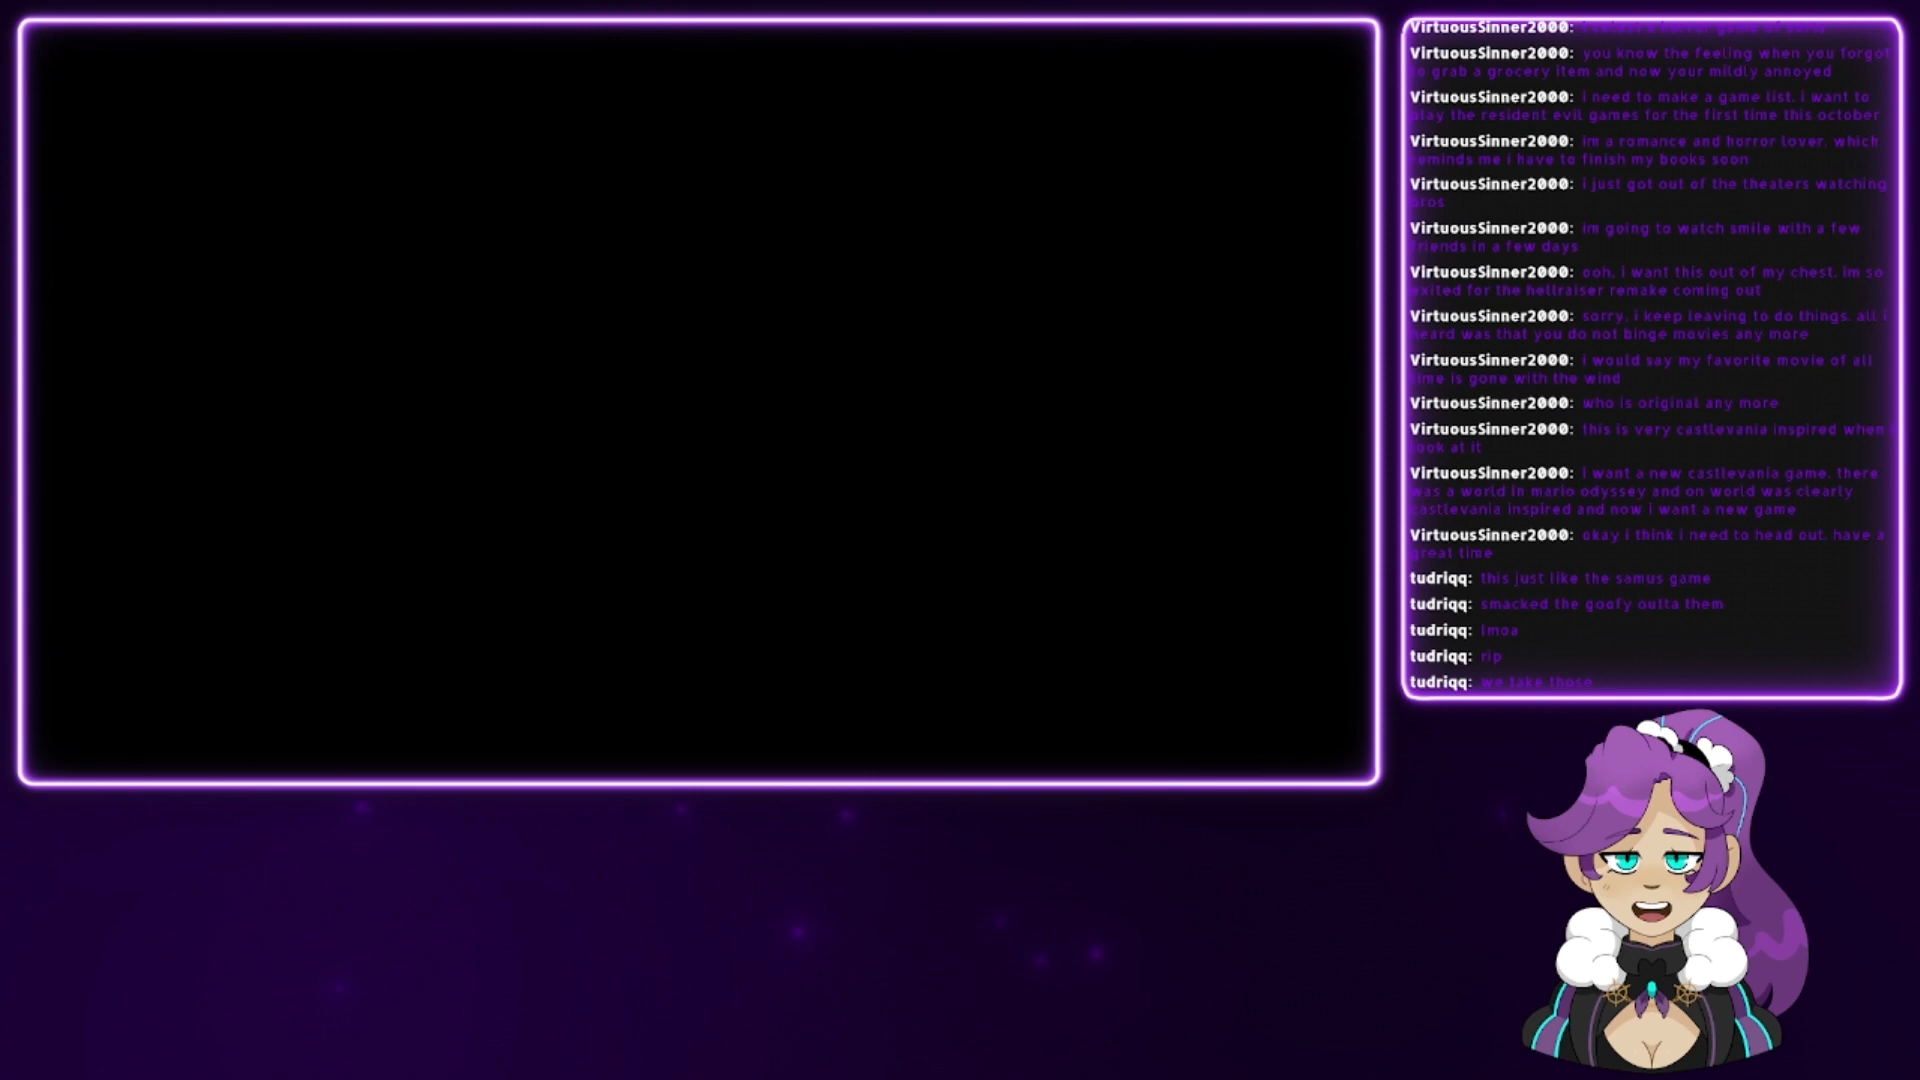 VirtuousSinner2000:
VirtuousSinner2000: you know the feeling when you forgot
to grab a grocery item and now your mildly annoyed
VirtuousSinner2000: i need to make a game list. i want to
play the resident evil games for the first time this october
VirtuousSinner2000: im a romance and horror lover. which
reminds me i have to finish my books soon
VirtuousSinner2000: i just got out of the theaters watching
bros
VirtuousSinner2000: im going to watch smile with a few
friends in a few days
VirtuousSinner2000: ooh, i want this out of my chest. im so
exited for the hellraiser remake coming out
VirtuousSinner2000: sorry, i keep leaving to do things. all i
heard was that you do not binge movies any more
VirtuousSinner2000: i would say my favorite movie of all
time is gone with the wind
VirtuousSinner2000: who is original any more
VirtuousSinner2000: this is very castlevania inspired when
look at it
VirtuousSinner2000: i want a new castlevania game. there
was a world in mario odyssey and on world was clearly
castlevania inspired and now i want a new game
VirtuousSinner2000: okay i think i need to head out. have a
great time
tudriqq: this just like the samus game
tudriqq: smacked the goofy outta them
tudriqq: lmoa
tudriqq: rip
tudriqq: we take those